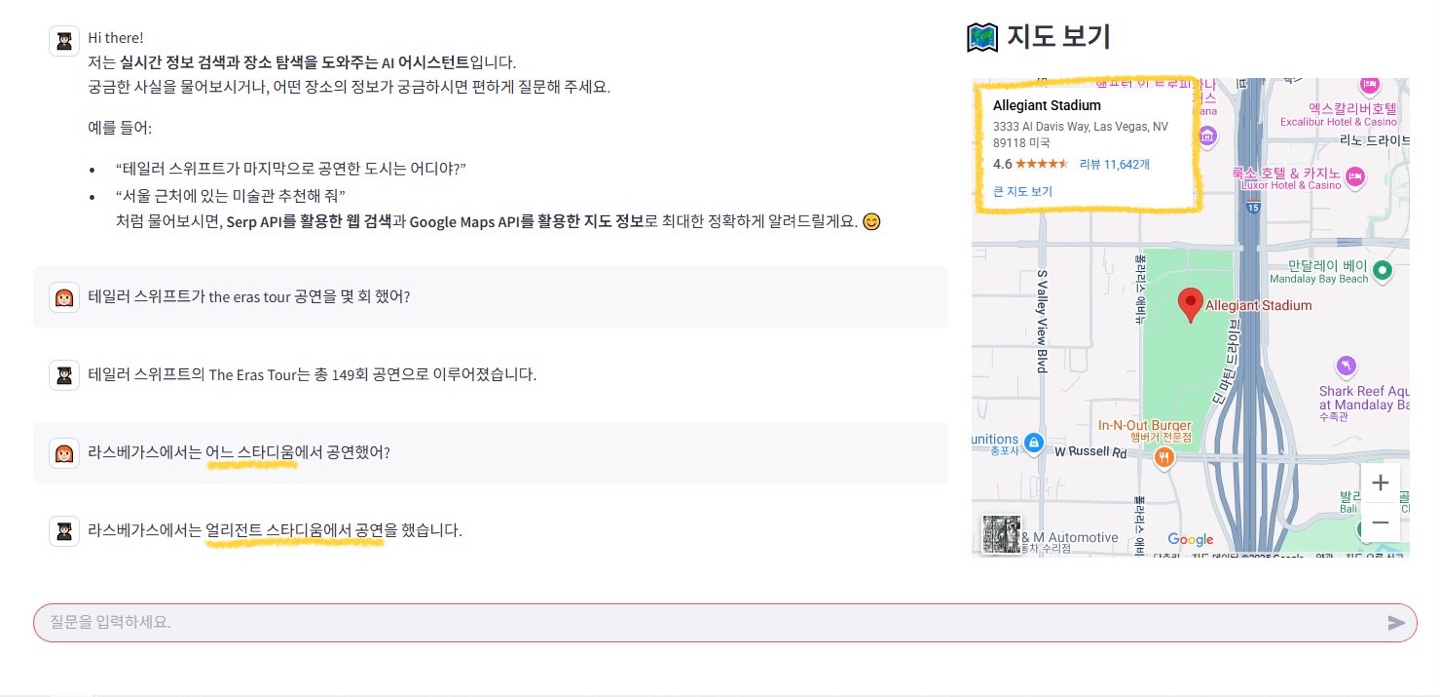 Hi there!
저는 실시간 정보 검색과 장소 탐색을 도와주는 AI 어시스턴트입니다.
궁금한 사실을 물어보시거나, 어떤 장소의 정보가 궁금하시면 편하게 질문해 주세요.
예를 들어:
• “테일러 스위프트가 마지막으로 공연한 도시는 어디야?”
• “서울 근처에 있는 미술관 추천해 줘”
처럼 물어보시면, Serp API를 활용한 웹 검색과 Google Maps API를 활용한 지도 정보로 최대한 정확하게 알려드릴게요. 😊
테일러 스위프트가 the eras tour 공연을 몇 회 했어?
테일러 스위프트의 The Eras Tour는 총 149회 공연으로 이루어졌습니다.
라스베가스에서는 어느 스타디움에서 공연했어?
라스베가스에서는 얼리전트 스타디움에서 공연을 했습니다.
질문을 입력하세요.
지도 보기
Allegiant Stadium
3333 Al Davis Way, Las Vegas, NV
89118 미국
4.6
리뷰 11,642개
큰 지도 보기
엑스칼리버호텔
Excalibur Hotel & Casino
리노 드라이브
룩소 호텔 & 카지노
Luxor Hotel & Casino
15
만달레이 베이
Mandalay Bay Beach
폴라리스 애비뉴
S Valley View Blvd
Allegiant Stadium
딘 마틴 드라이브
Shark Reef Aqu
at Mandalay Ba
수족관
In-N-Out Burger
햄버거 전문점
unitions
총포사
W Russell Rd
발리
Bali
폴라리스 애비
& M Automotive
동차 수리점
Google